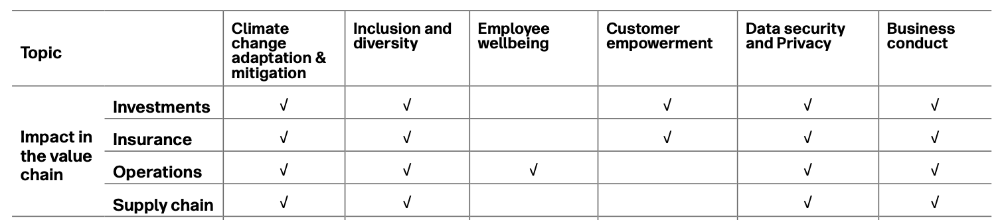 Topic
Climate
change
adaptation &
mitigation
Inclusion and
diversity
Employee
wellbeing
Customer
empowerment
Data security
and Privacy
Business
conduct
Impact in
the value
chain
Investments √ √ √ √ √
Insurance √ √ √ √ √
Operations √ √ √ √ √
Supply chain √ √ √ √